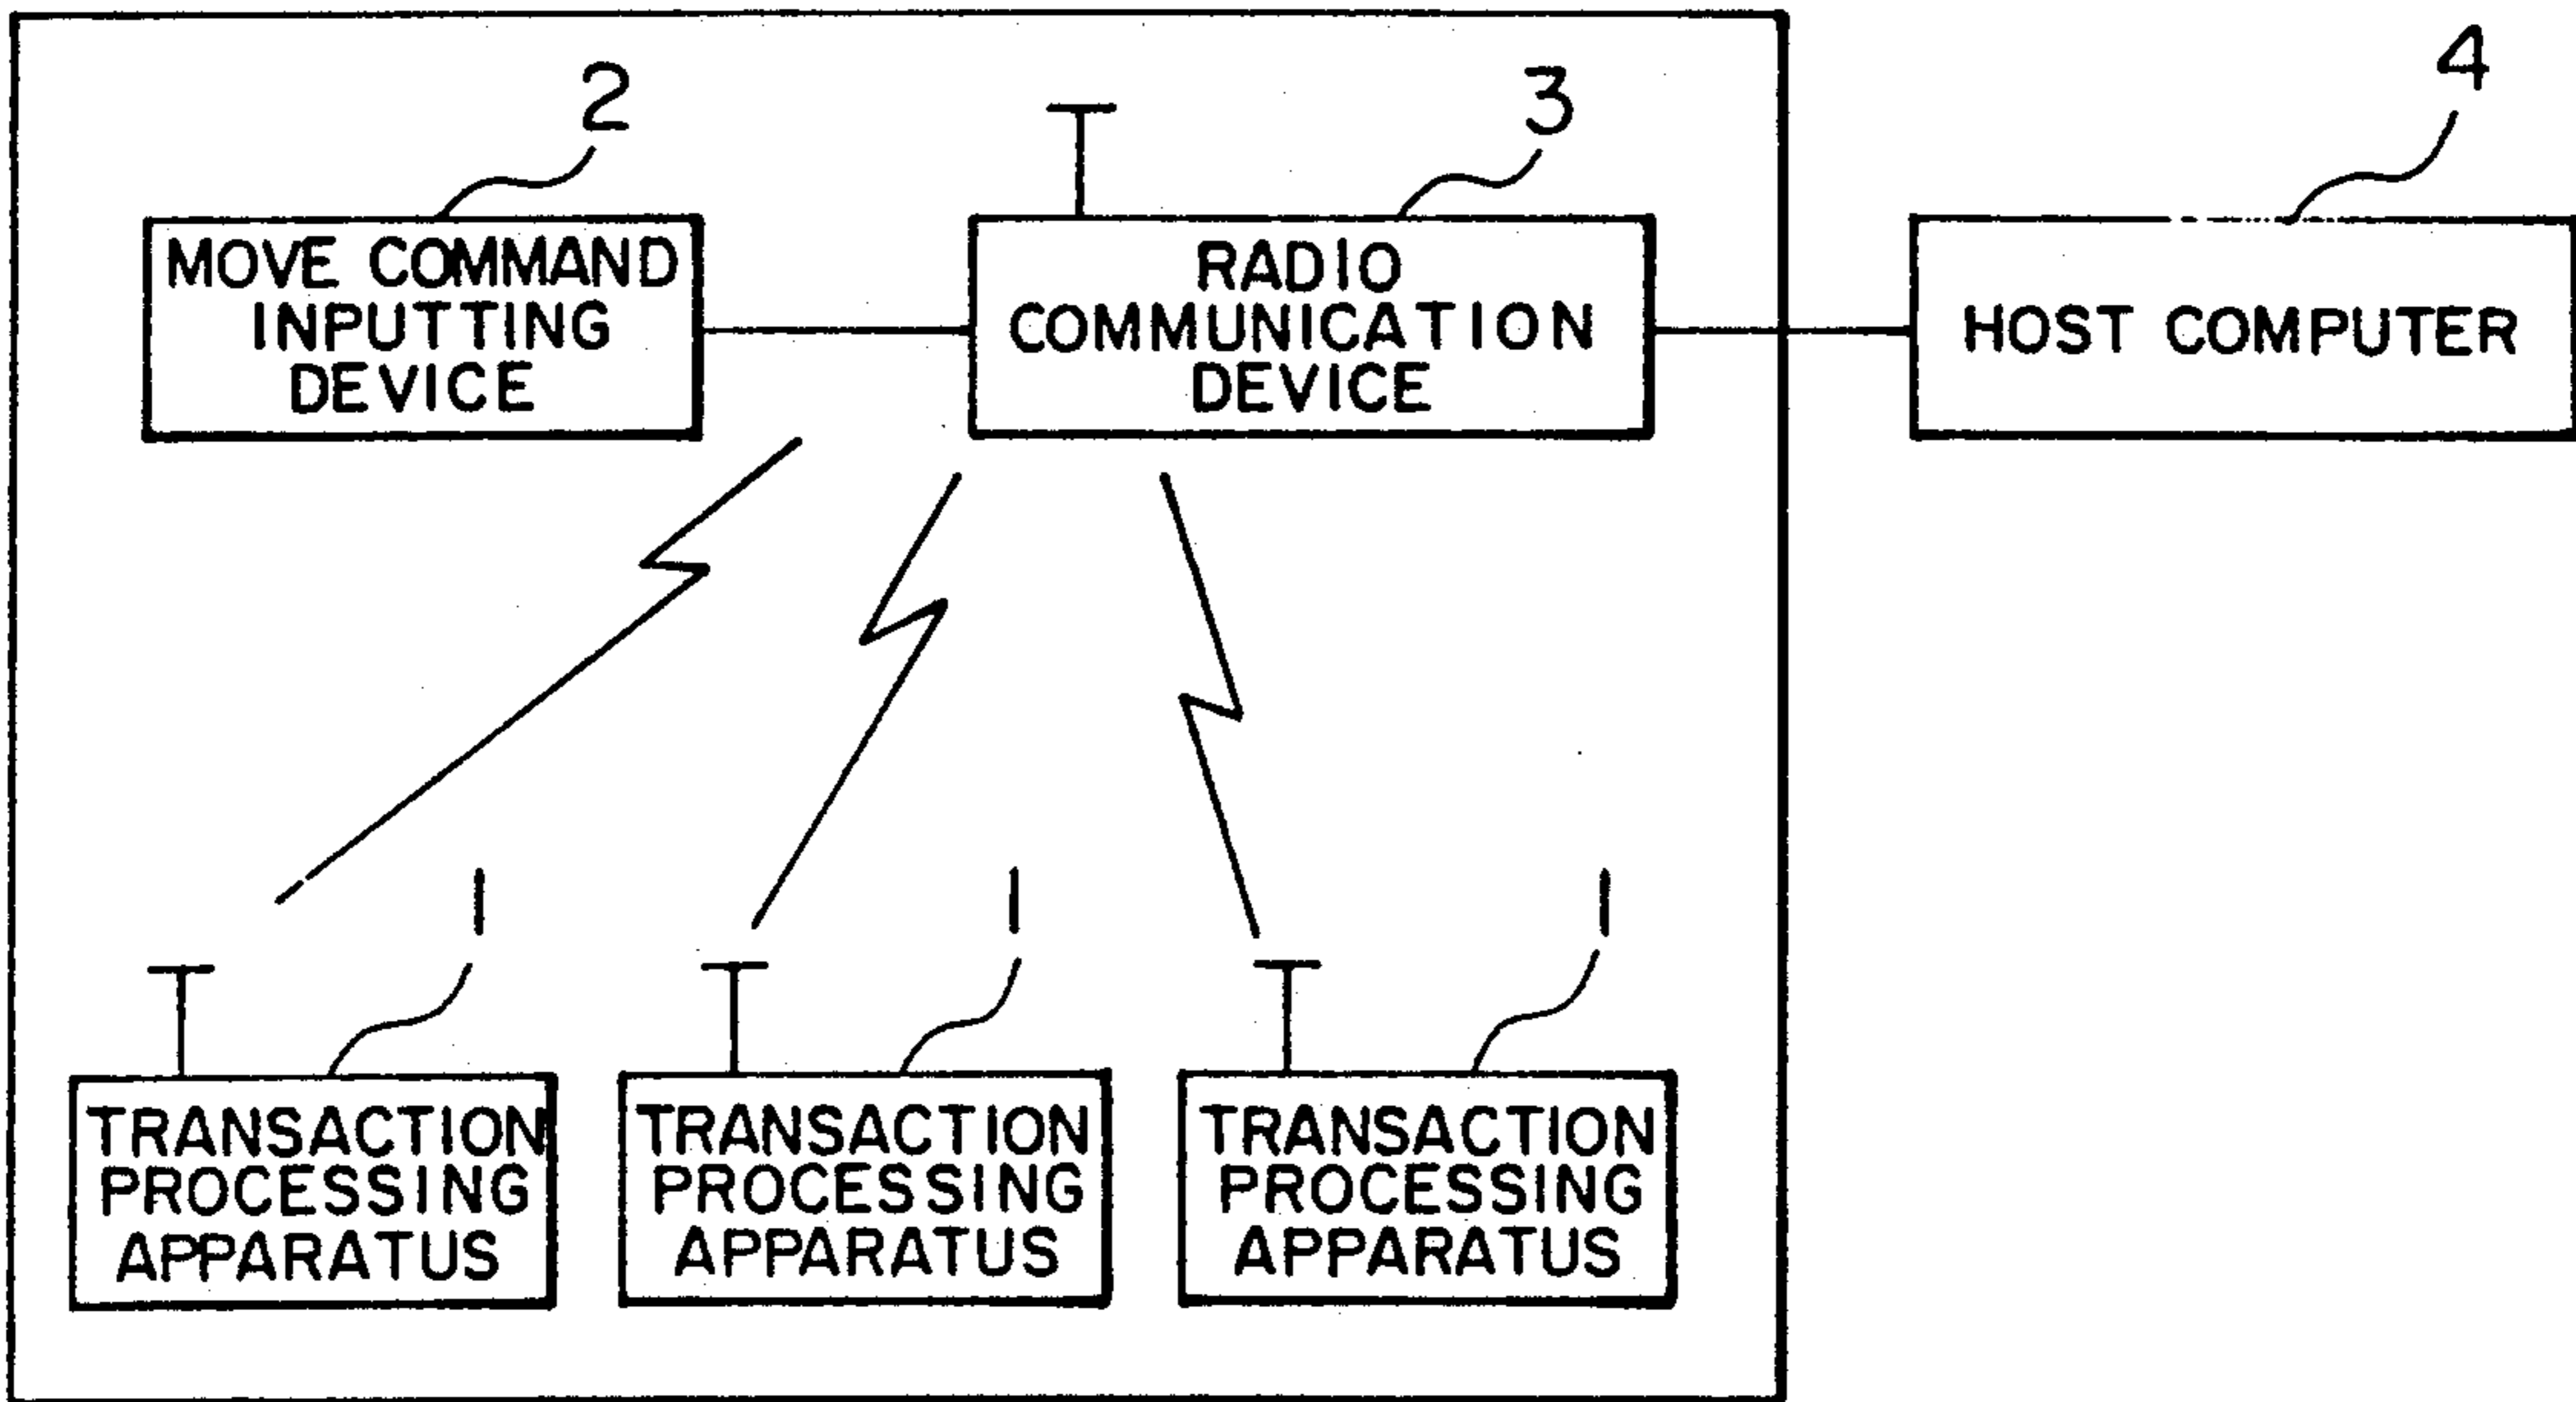 2
3
4
MOVE COMMAND
INPUTTING
DEVICE
RADIO
COMMUNICATION
DEVICE
HOST COMPUTER
1
1
1
TRANSACTION
PROCESSING
APPARATUS
TRANSACTION
PROCESSING
APPARATUS
TRANSACTION
PROCESSING
APPARATUS